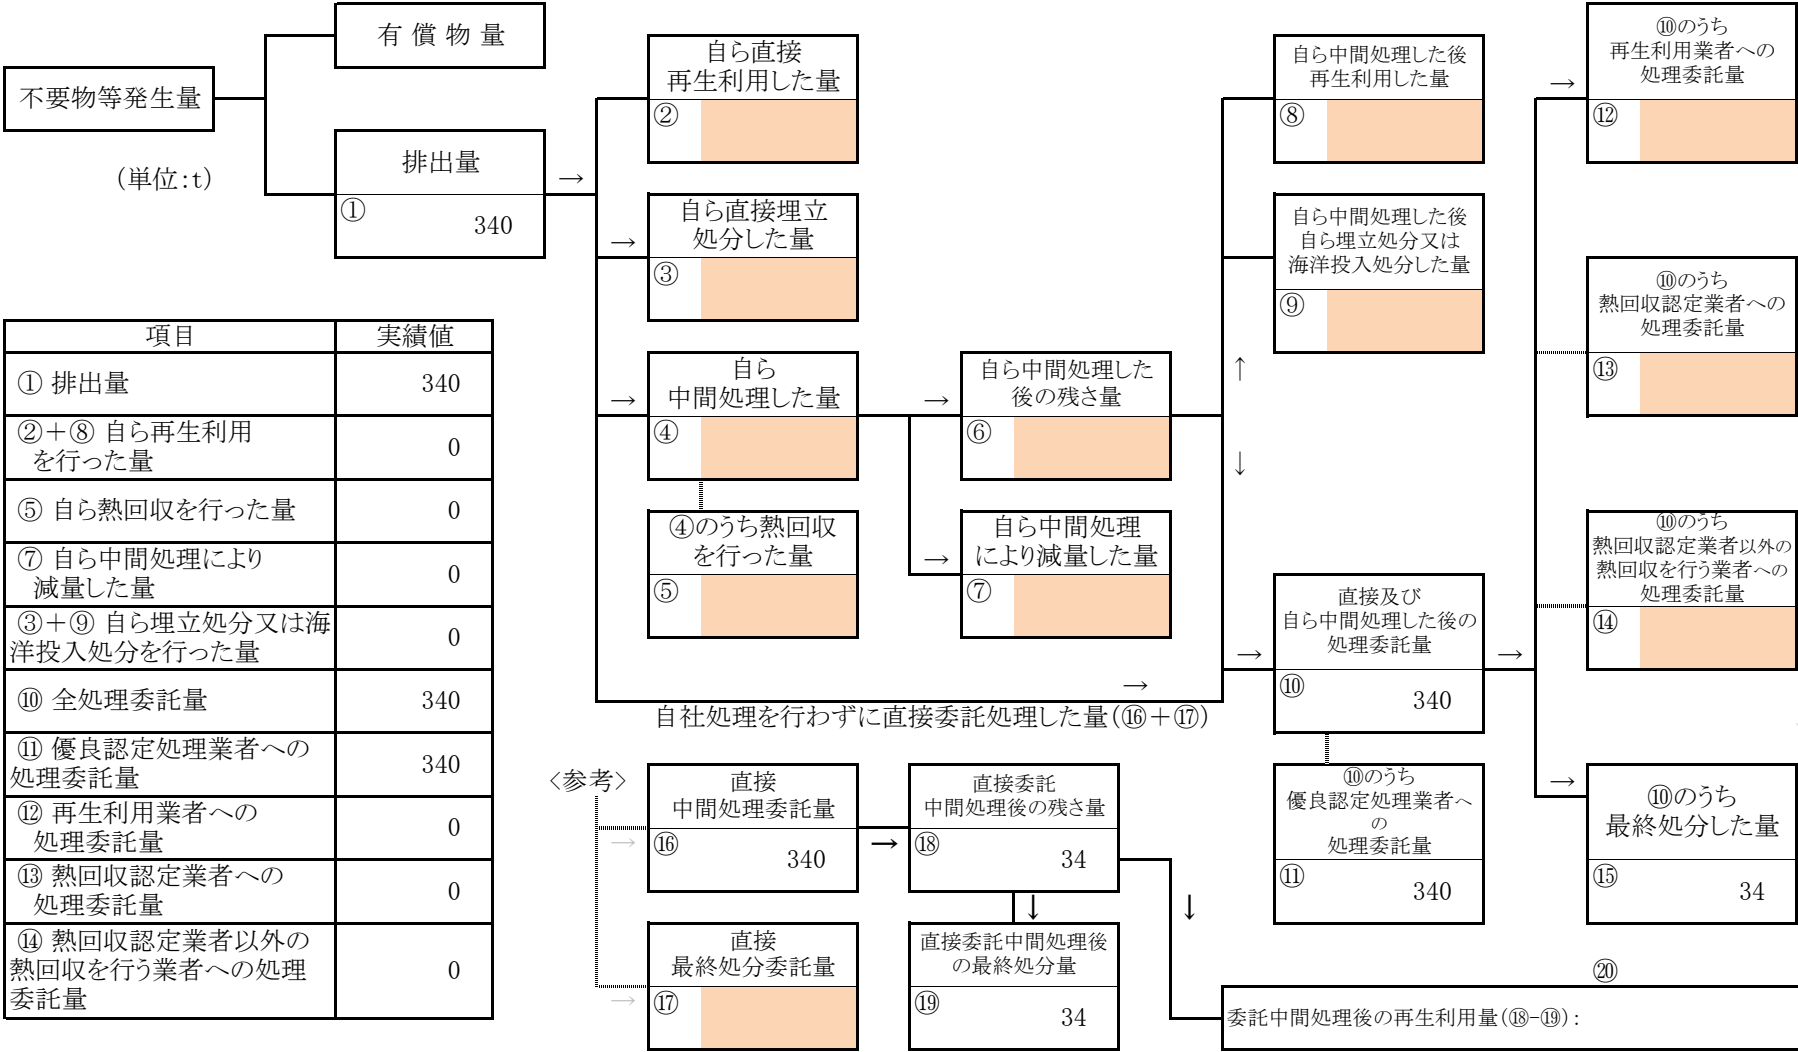 有 償 物 量
不要物等発生量
(単位:t)
排出量
→
①
340
自ら直接
再生利用した量
②
→
自ら直接埋立
処分した量
③
→
自ら
中間処理した量
④
④のうち熱回収
を行った量
⑤
→
自ら中間処理した
後の残さ量
⑥
→
自ら中間処理
により減量した量
⑦
自ら中間処理した後
再生利用した量
⑧
自ら中間処理した後
自ら埋立処分又は
海洋投入処分した量
⑨
↑
↓
→
自社処理を行わずに直接委託処理した量(⑯+⑰)
→
直接及び
自ら中間処理した後の
処理委託量
⑩
340
→
⑩のうち
優良認定処理業者へ
の
処理委託量
⑪
340
→
⑩のうち
再生利用業者への
処理委託量
⑫
⑩のうち
熱回収認定業者への
処理委託量
⑬
⑩のうち
熱回収認定業者以外の
熱回収を行う業者への
処理委託量
⑭
→
⑩のうち
最終処分した量
⑮
34
項目 実績値
① 排出量 340
②+⑧ 自ら再生利用
を行った量 0
⑤ 自ら熱回収を行った量 0
⑦ 自ら中間処理により
減量した量 0
③+⑨ 自ら埋立処分又は海
洋投入処分を行った量 0
⑩ 全処理委託量 340
⑪ 優良認定処理業者への
処理委託量 340
⑫ 再生利用業者への
処理委託量 0
⑬ 熱回収認定業者への
処理委託量 0
⑭ 熱回収認定業者以外の
熱回収を行う業者への処理
委託量 0
<参考>
→
直接
中間処理委託量
⑯
340
→
直接委託
中間処理後の残さ量
⑱
34
↓
↓
→
直接
最終処分委託量
⑰
直接委託中間処理後
の最終処分量
⑲
34
⑳
委託中間処理後の再生利用量(⑱-⑲):